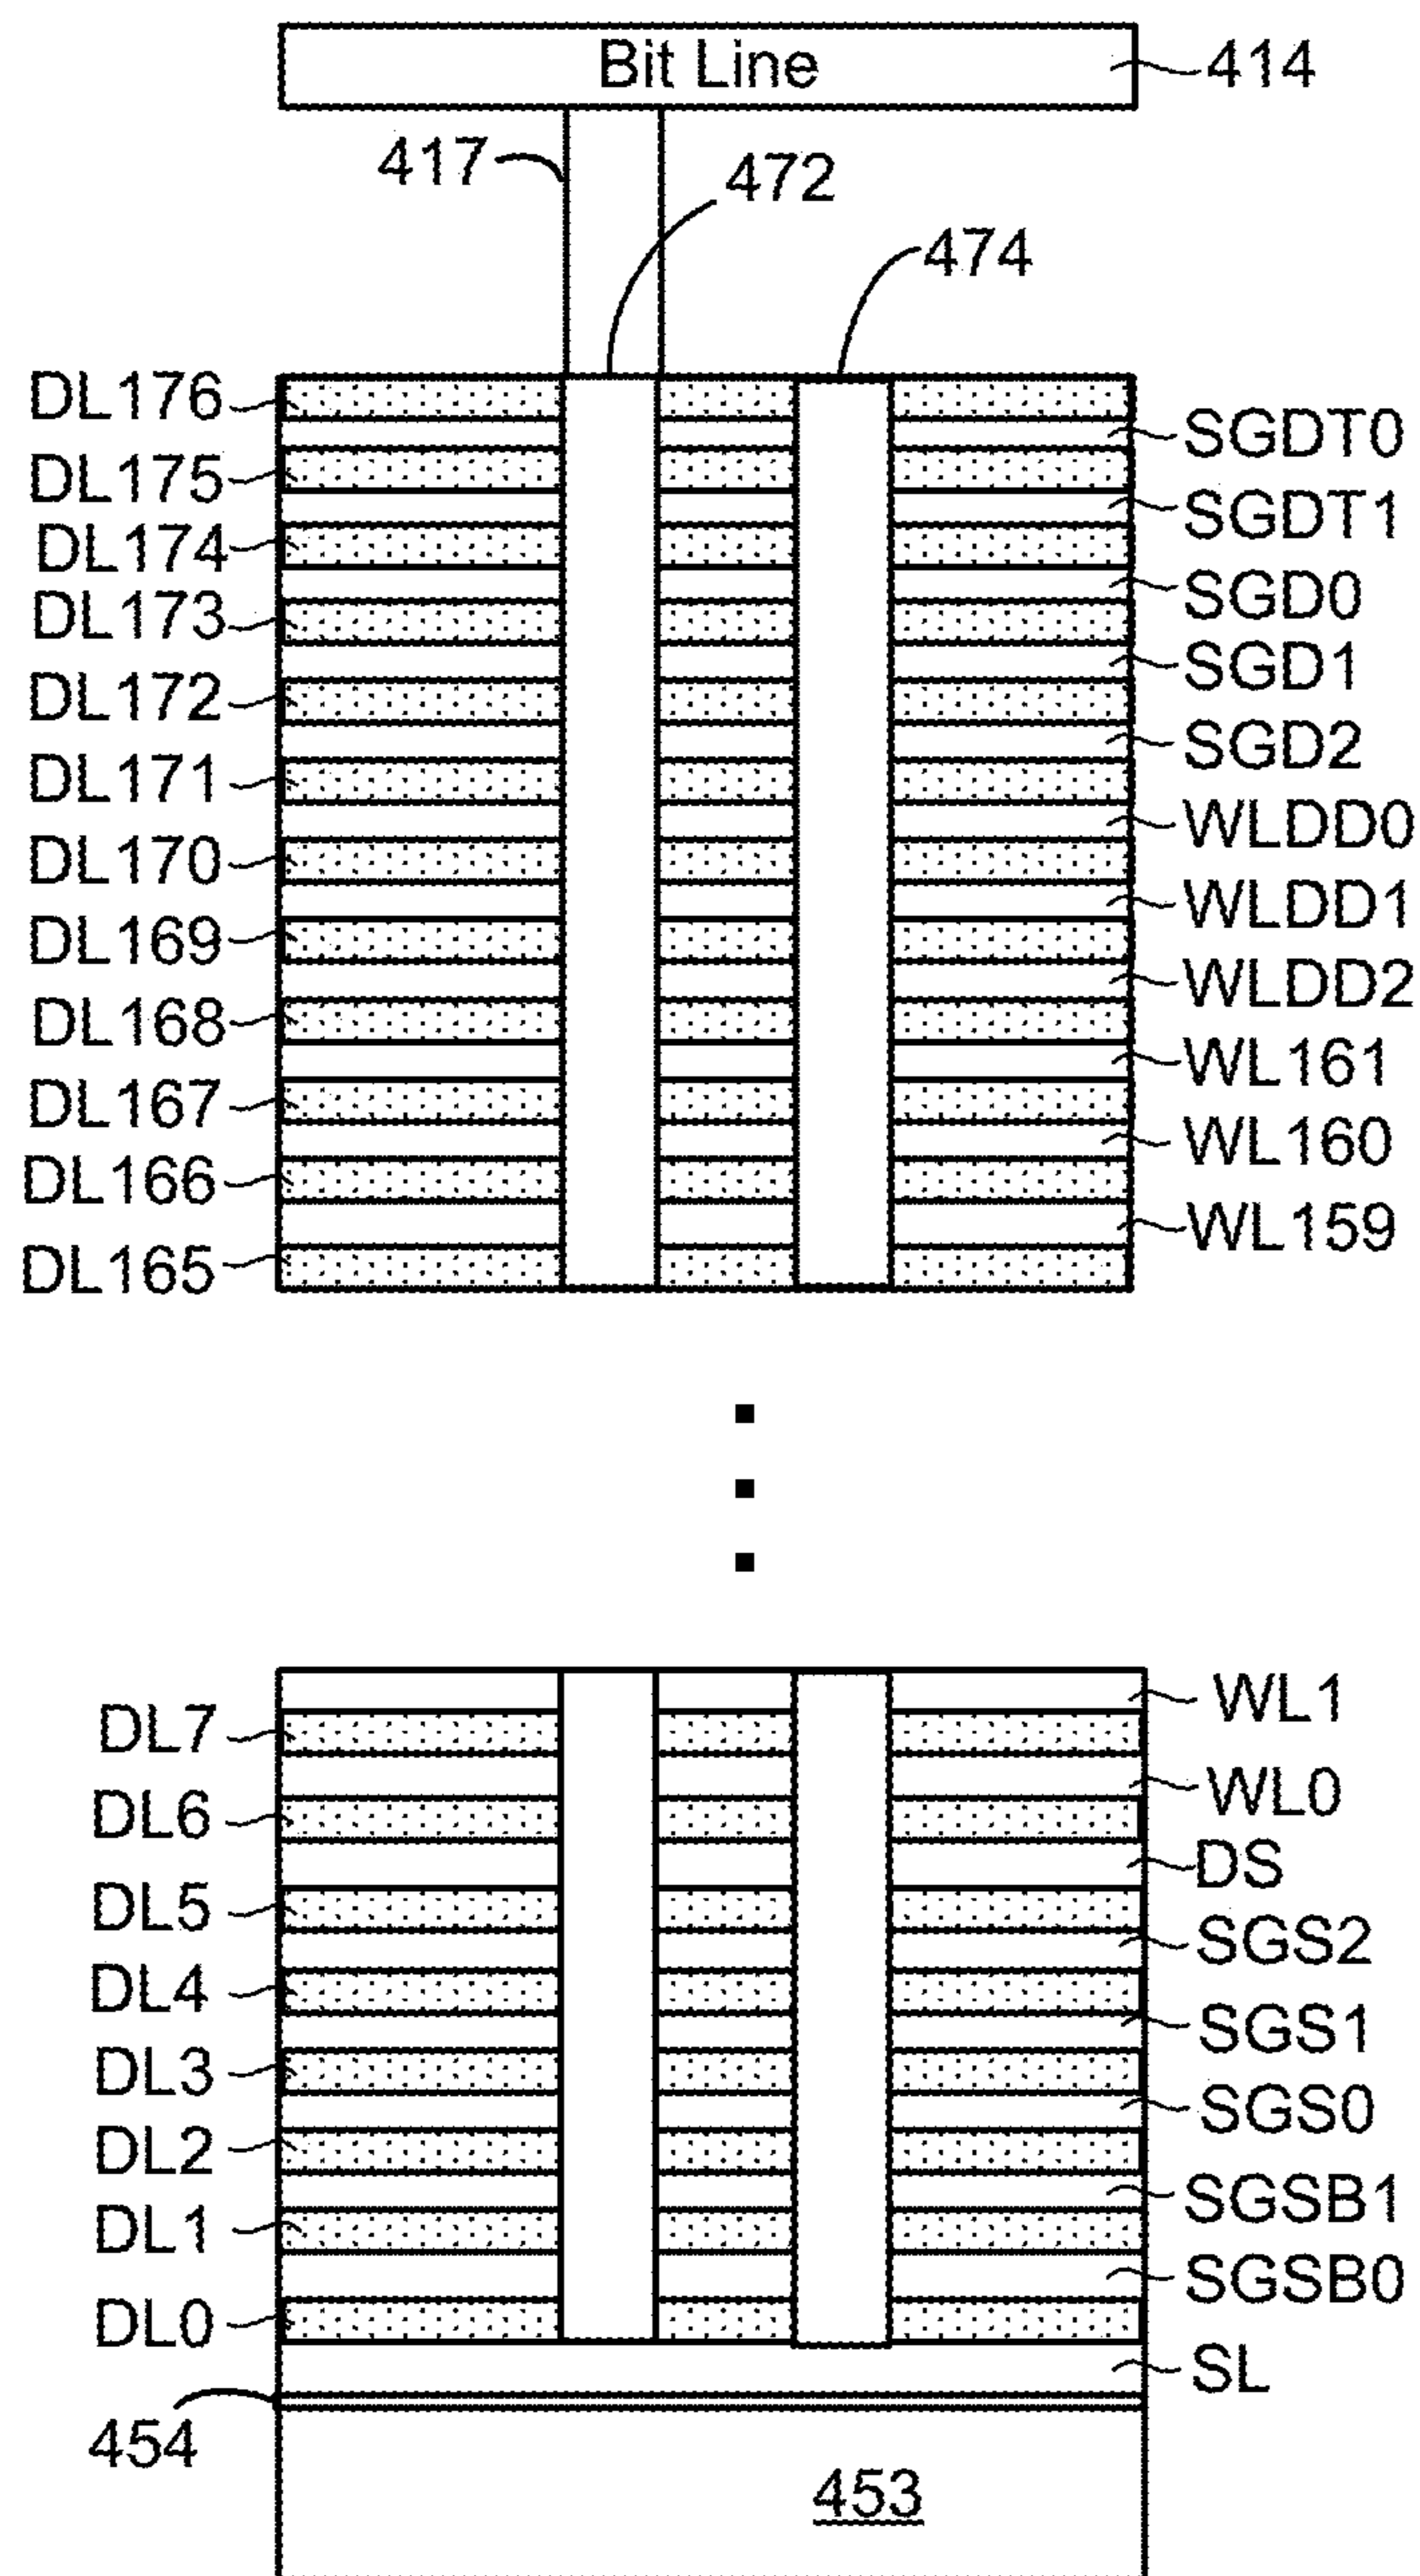 Bit Line
414
417
472
474
DL176
SGDT0
DL175
SGDT1
DL174
SGD0
DL173
SGD1
DL172
SGD2
DL171
WLDD0
DL170
WLDD1
DL169
WLDD2
DL168
WL161
DL167
WL160
DL166
WL159
DL165
WL1
DL7
WL0
DL6
DS
DL5
SGS2
DL4
SGS1
DL3
SGS0
DL2
SGSB1
DL1
SGSB0
DL0
SL
454
453